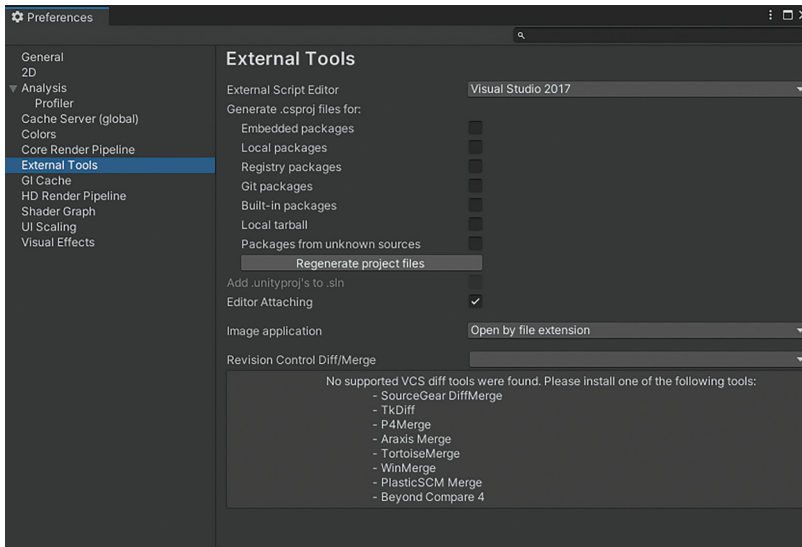 Preferences
General
2D
Analysis
Profiler
Cache Server (global)
Colors
Core Render Pipeline
External Tools
GI Cache
HD Render Pipeline
Shader Graph
UI Scaling
Visual Effects
External Tools
External Script Editor Visual Studio 2017
Generate .csproj files for:
Embedded packages
Local packages
Registry packages
Git packages
Built-in packages
Local tarball
Packages from unknown sources
Regenerate project files
Add .unityproj's to .sln
Editor Attaching
Image application Open by file extension
Revision Control Diff/Merge
No supported VCS diff tools were found. Please install one of the following tools:
- SourceGear DiffMerge
- TkDiff
- P4Merge
- Araxis Merge
- TortoiseMerge
- WinMerge
- PlasticSCM Merge
- Beyond Compare 4